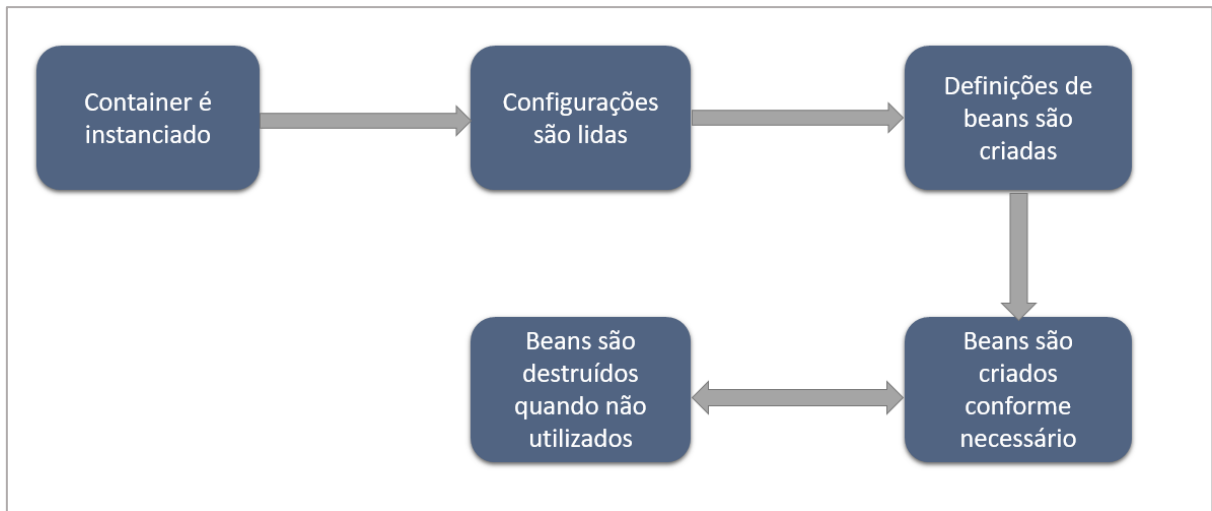 Container é
instanciado
Configurações
são lidas
Definições de
beans são
criadas
Beans são
criados
conforme
necessário
Beans são
destruídos
quando não
utilizados